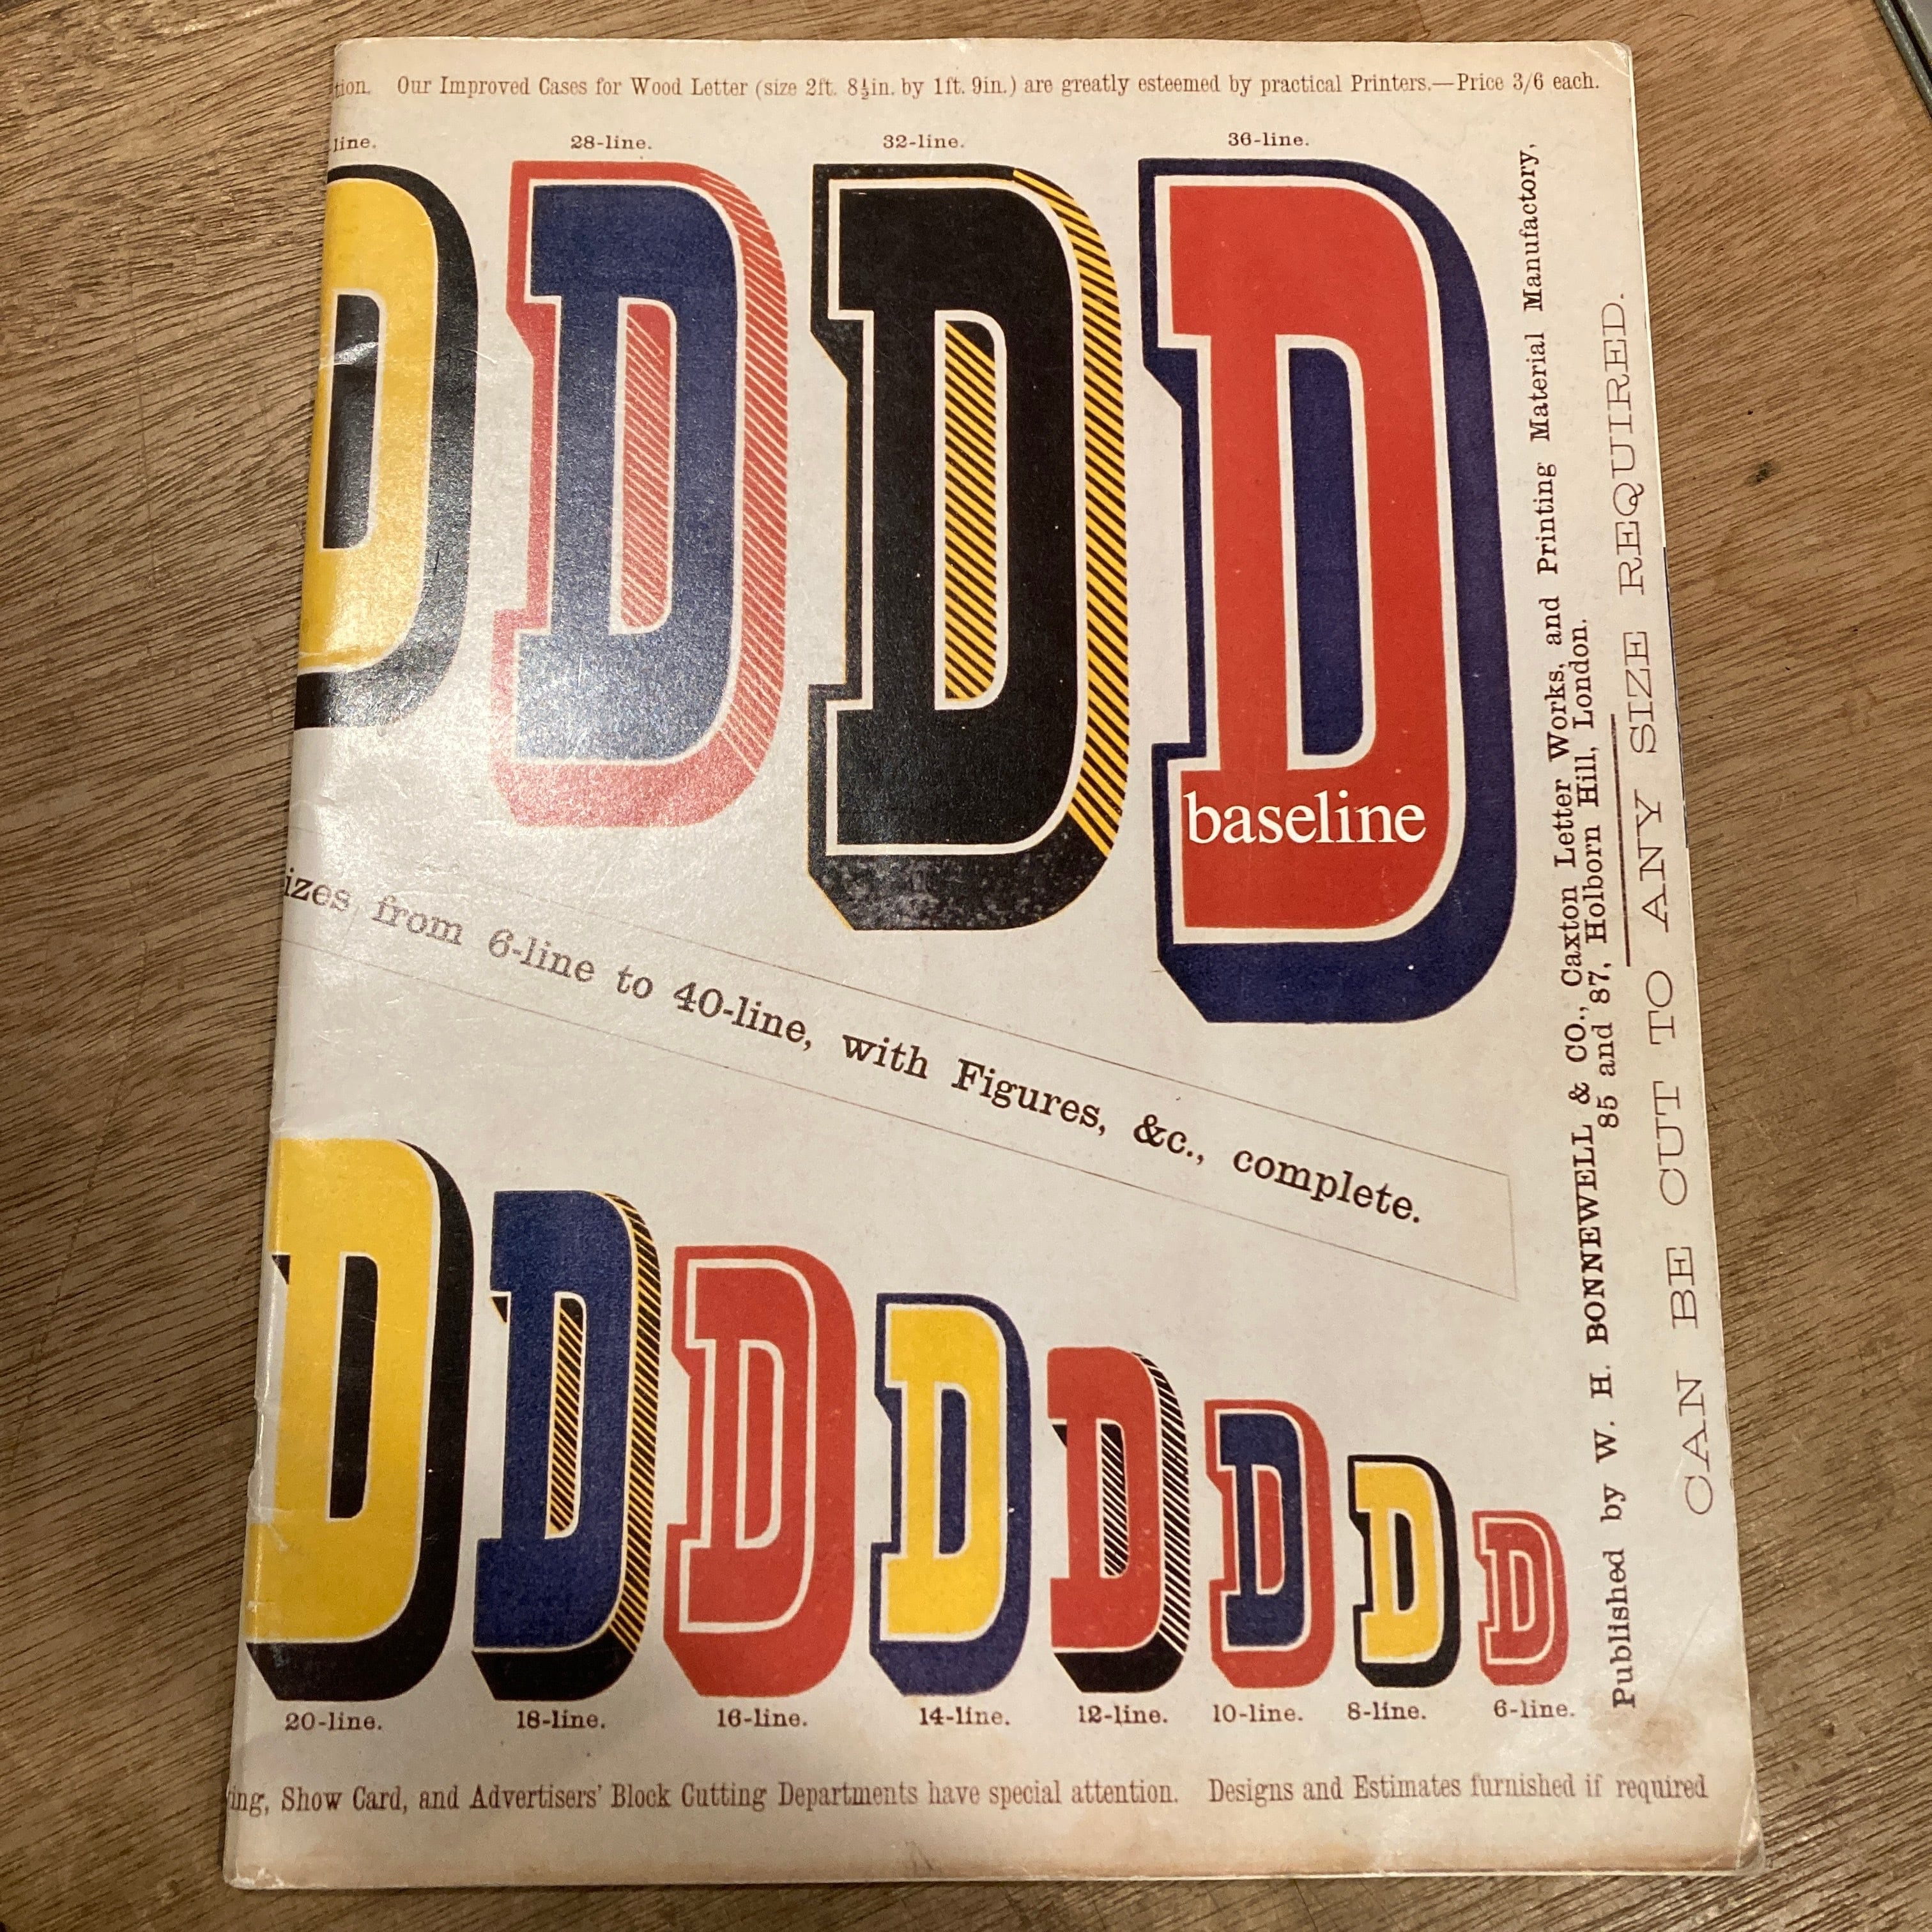 tion. Our Improved Cases for Wood Letter (size 2ft. 8½in. by 1ft. 9in.) are greatly esteemed by practical Printers.—Price 3/6 each.
line. 28-line. 32-line. 36-line.
D D D D
baseline
izes from 6-line to 40-line, with Figures, &c., complete.
D D D D D D D D
20-line. 18-line. 16-line. 14-line. 12-line. 10-line. 8-line. 6-line.
ing, Show Card, and Advertisers' Block Cutting Departments have special attention. Designs and Estimates furnished if required
Published by W. H. BONNEWELL & CO., Caxton Letter Works, and Printing Material Manufactory,
85 and 87, Holborn Hill, London.
CAN BE CUT TO ANY SIZE REQUIRED.